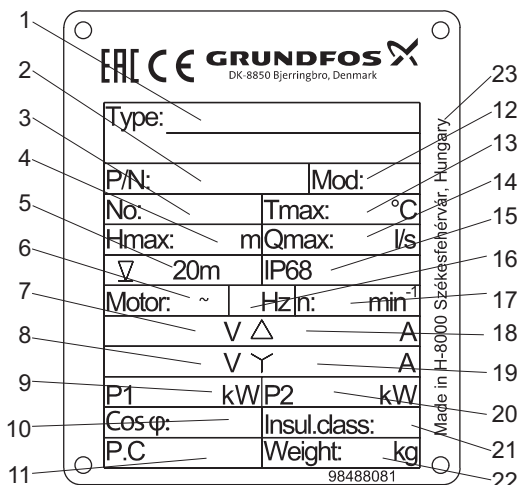 1
2
3
4
5
6
7
8
9
10
11
EAC CE GRUNDFOS
DK-8850 Bjerringbro, Denmark
Type:
P/N: Mod:
No: Tmax: °C
Hmax: m Qmax: l/s
20m IP68
Motor: ~ Hz n: min-1
V △ A
V Y A
P1 kW P2 kW
Cos φ: Insul.class:
P.C Weight: kg
98488081
Made in H-8000 Székesfehérvár, Hungary
23
12
13
14
15
16
17
18
19
20
21
22